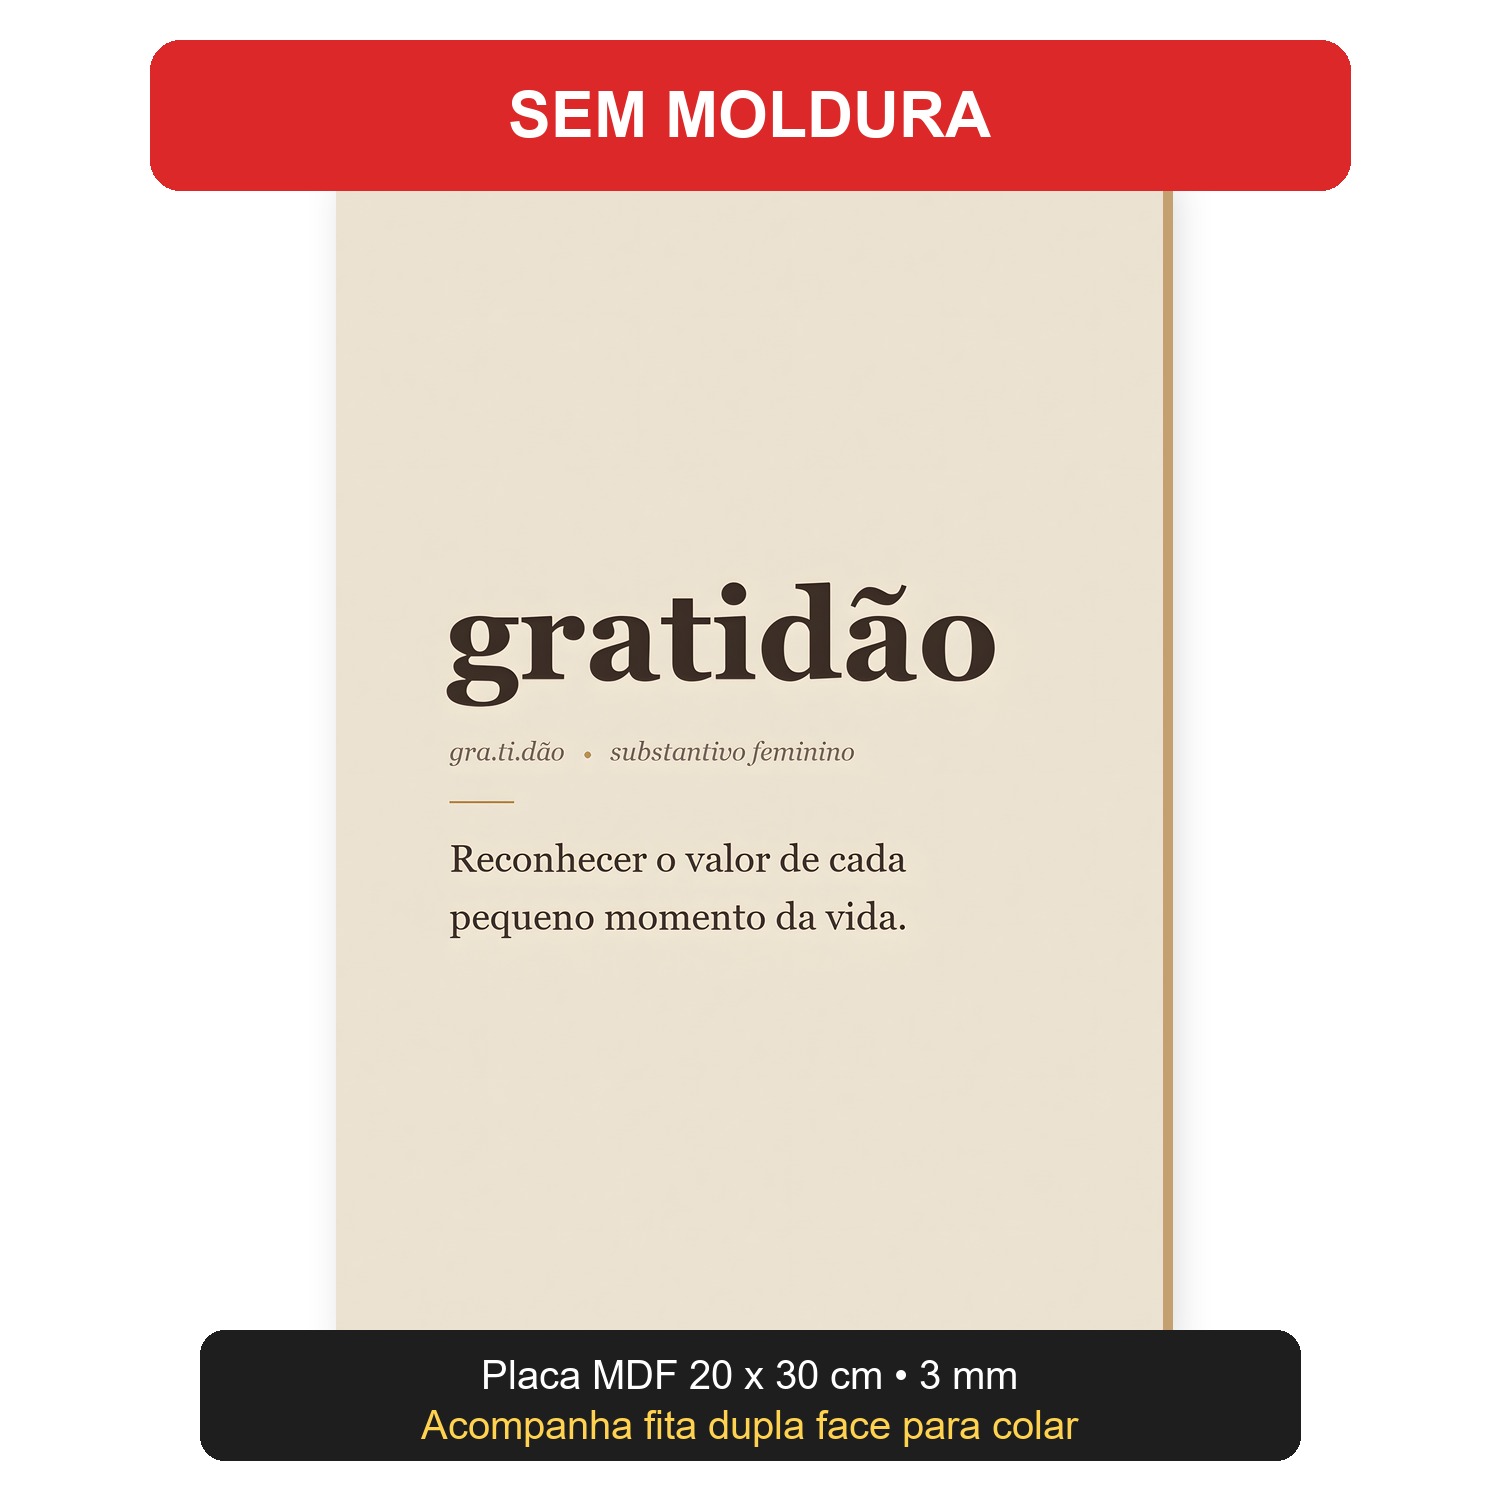 SEM MOLDURA
gratidão
gra.ti.dão • substantivo feminino
Reconhecer o valor de cada
pequeno momento da vida.
Placa MDF 20 x 30 cm • 3 mm
Acompanha fita dupla face para colar